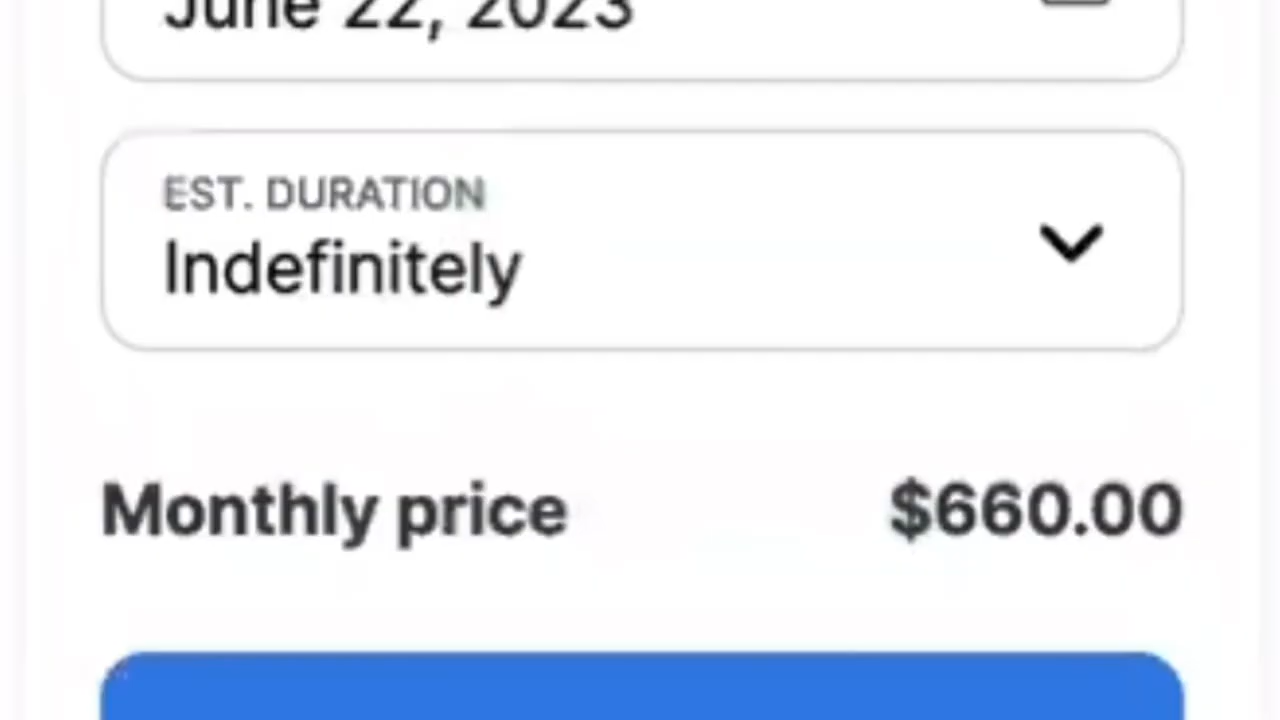 June 22, 2023
EST. DURATION
Indefinitely
Monthly price $660.00